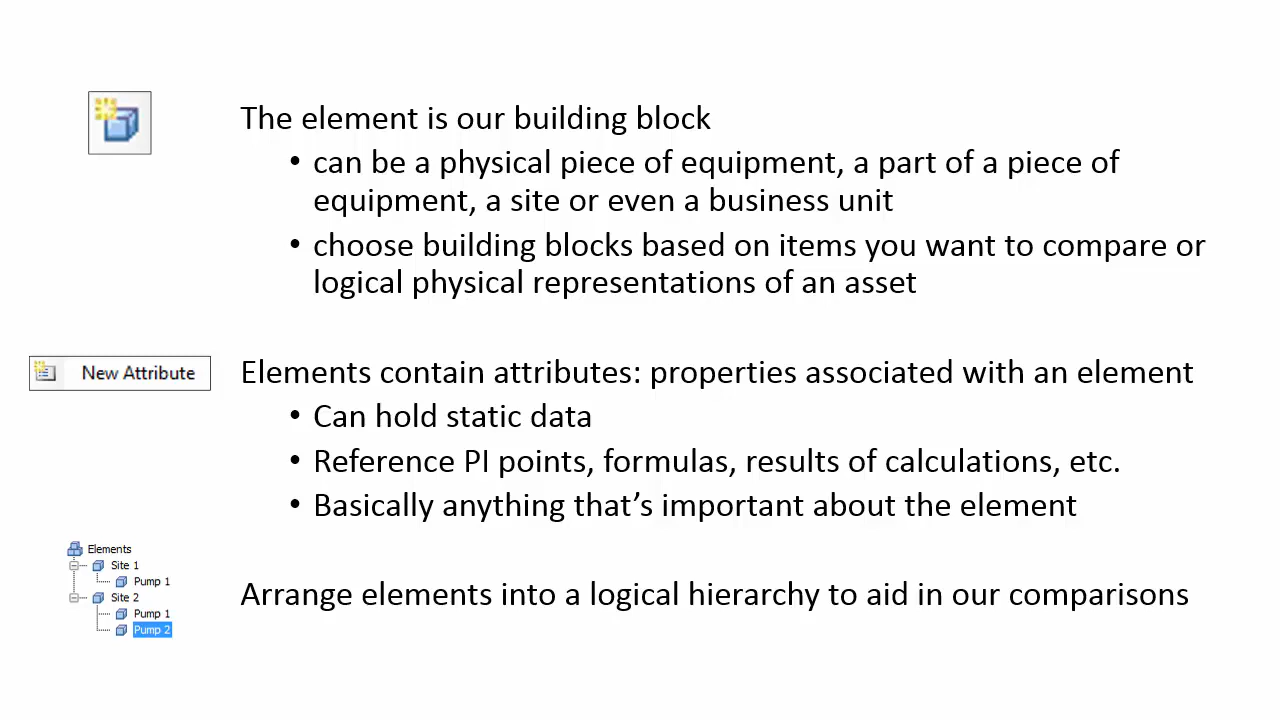 The element is our building block
• can be a physical piece of equipment, a part of a piece of
equipment, a site or even a business unit
• choose building blocks based on items you want to compare or
logical physical representations of an asset
New Attribute
Elements contain attributes: properties associated with an element
• Can hold static data
• Reference PI points, formulas, results of calculations, etc.
• Basically anything that’s important about the element
Elements
Site 1
Pump 1
Site 2
Pump 1
Pump 2
Arrange elements into a logical hierarchy to aid in our comparisons